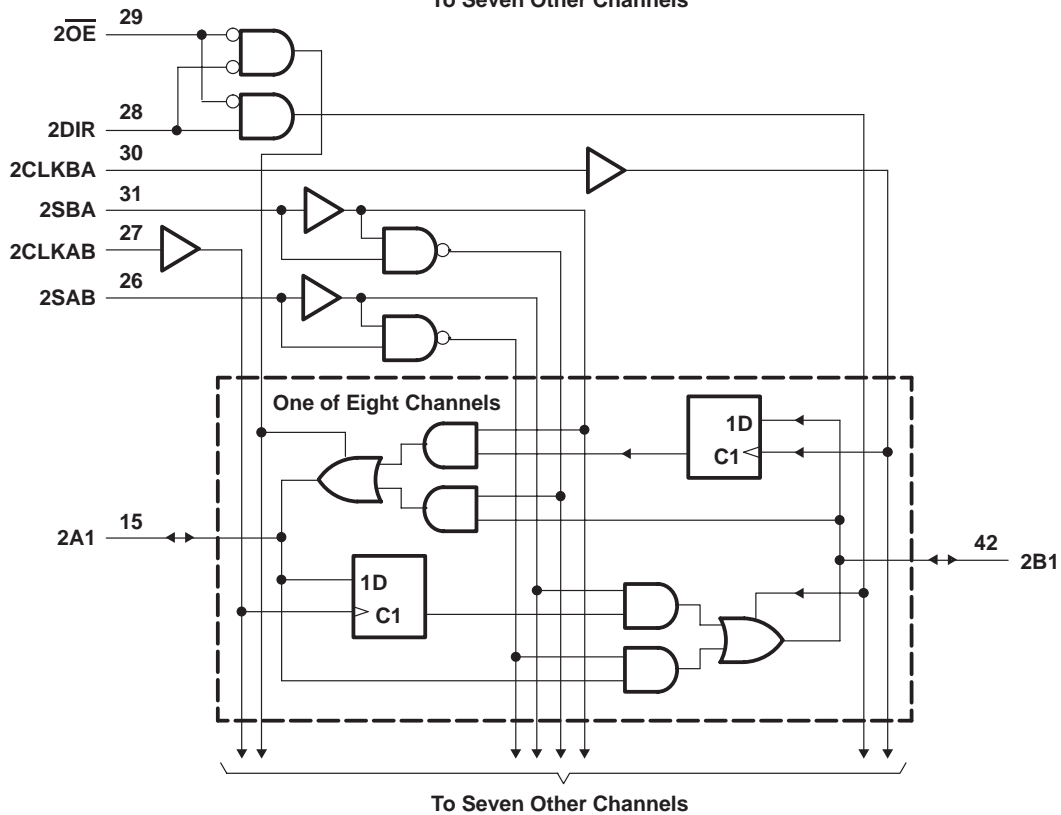 To Seven Other Channels
2O̅E̅ 29
2DIR 28
2CLKBA 30
2SBA 31
2CLKAB 27
2SAB 26
One of Eight Channels
1D
C1
2A1 15
42 2B1
1D
C1
To Seven Other Channels